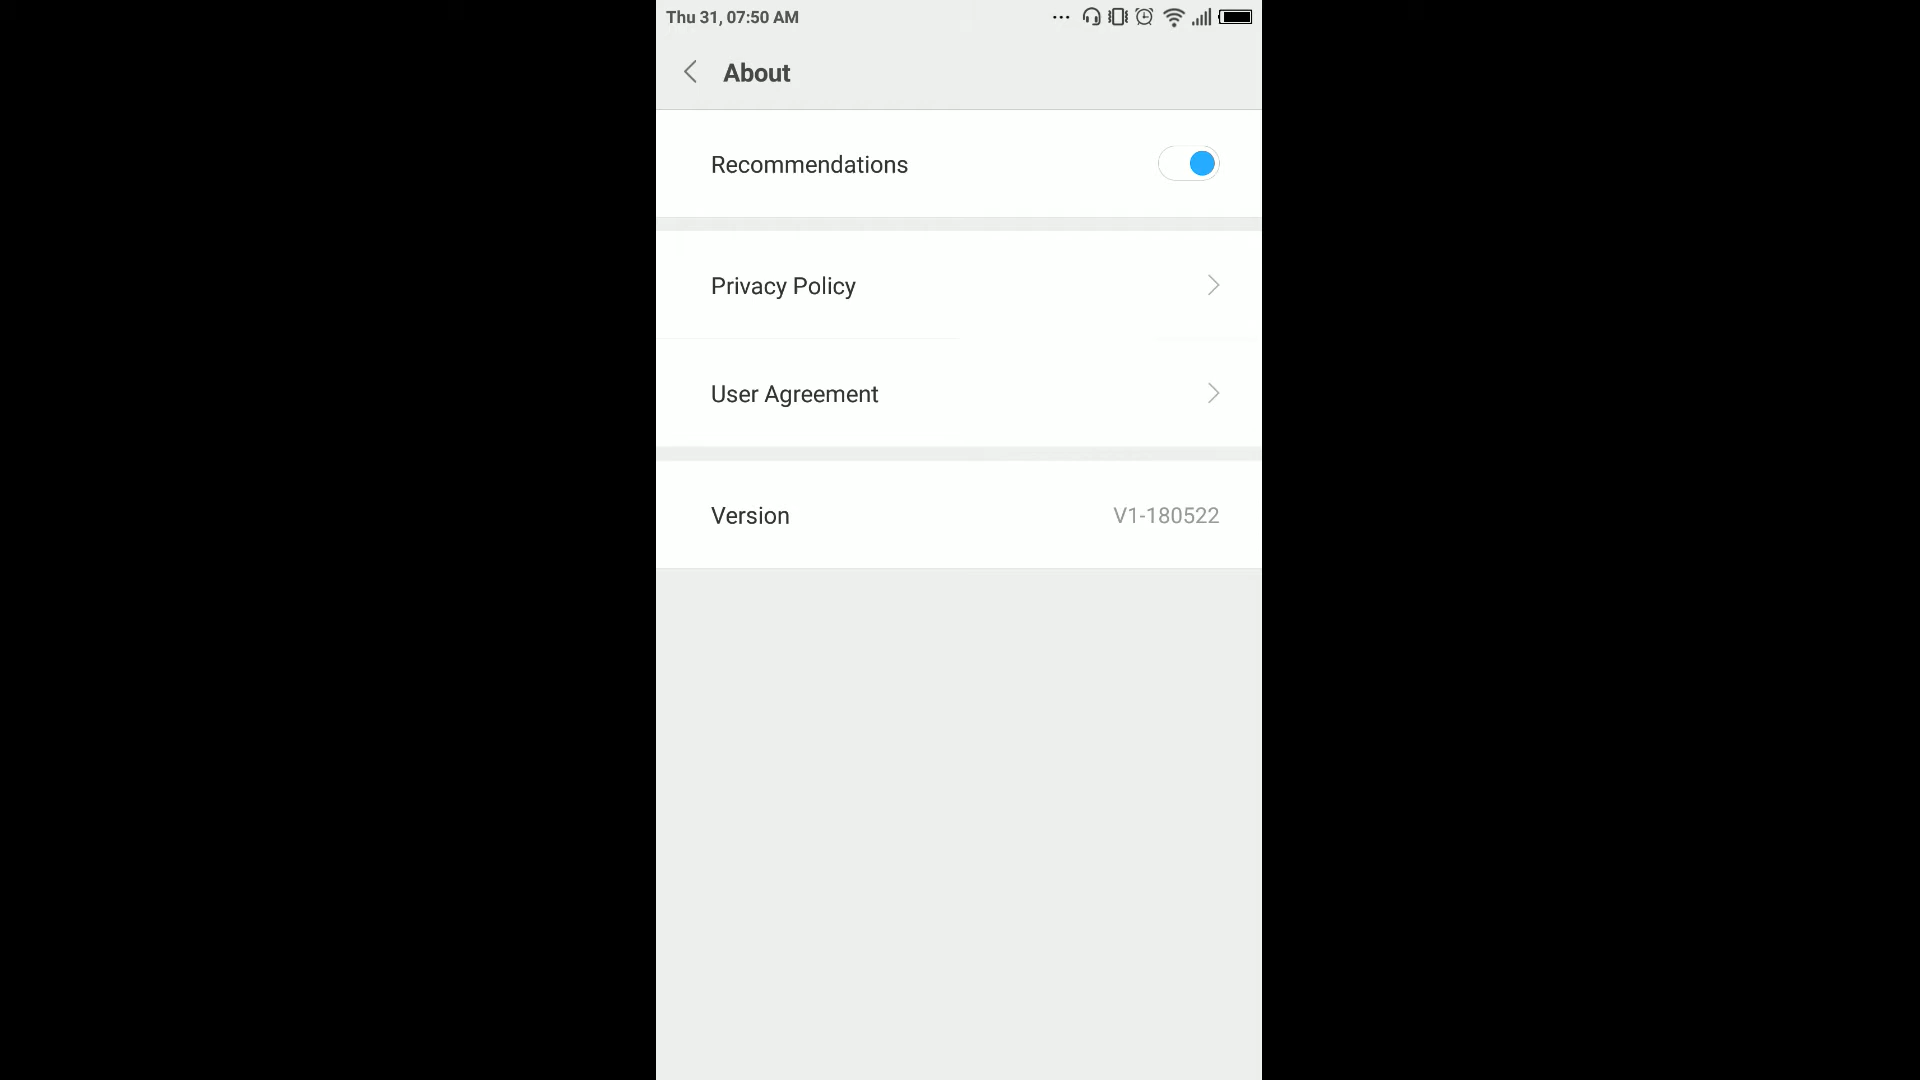 Thu 31, 07:50 AM
About
Recommendations
Privacy Policy
User Agreement
Version V1-180522